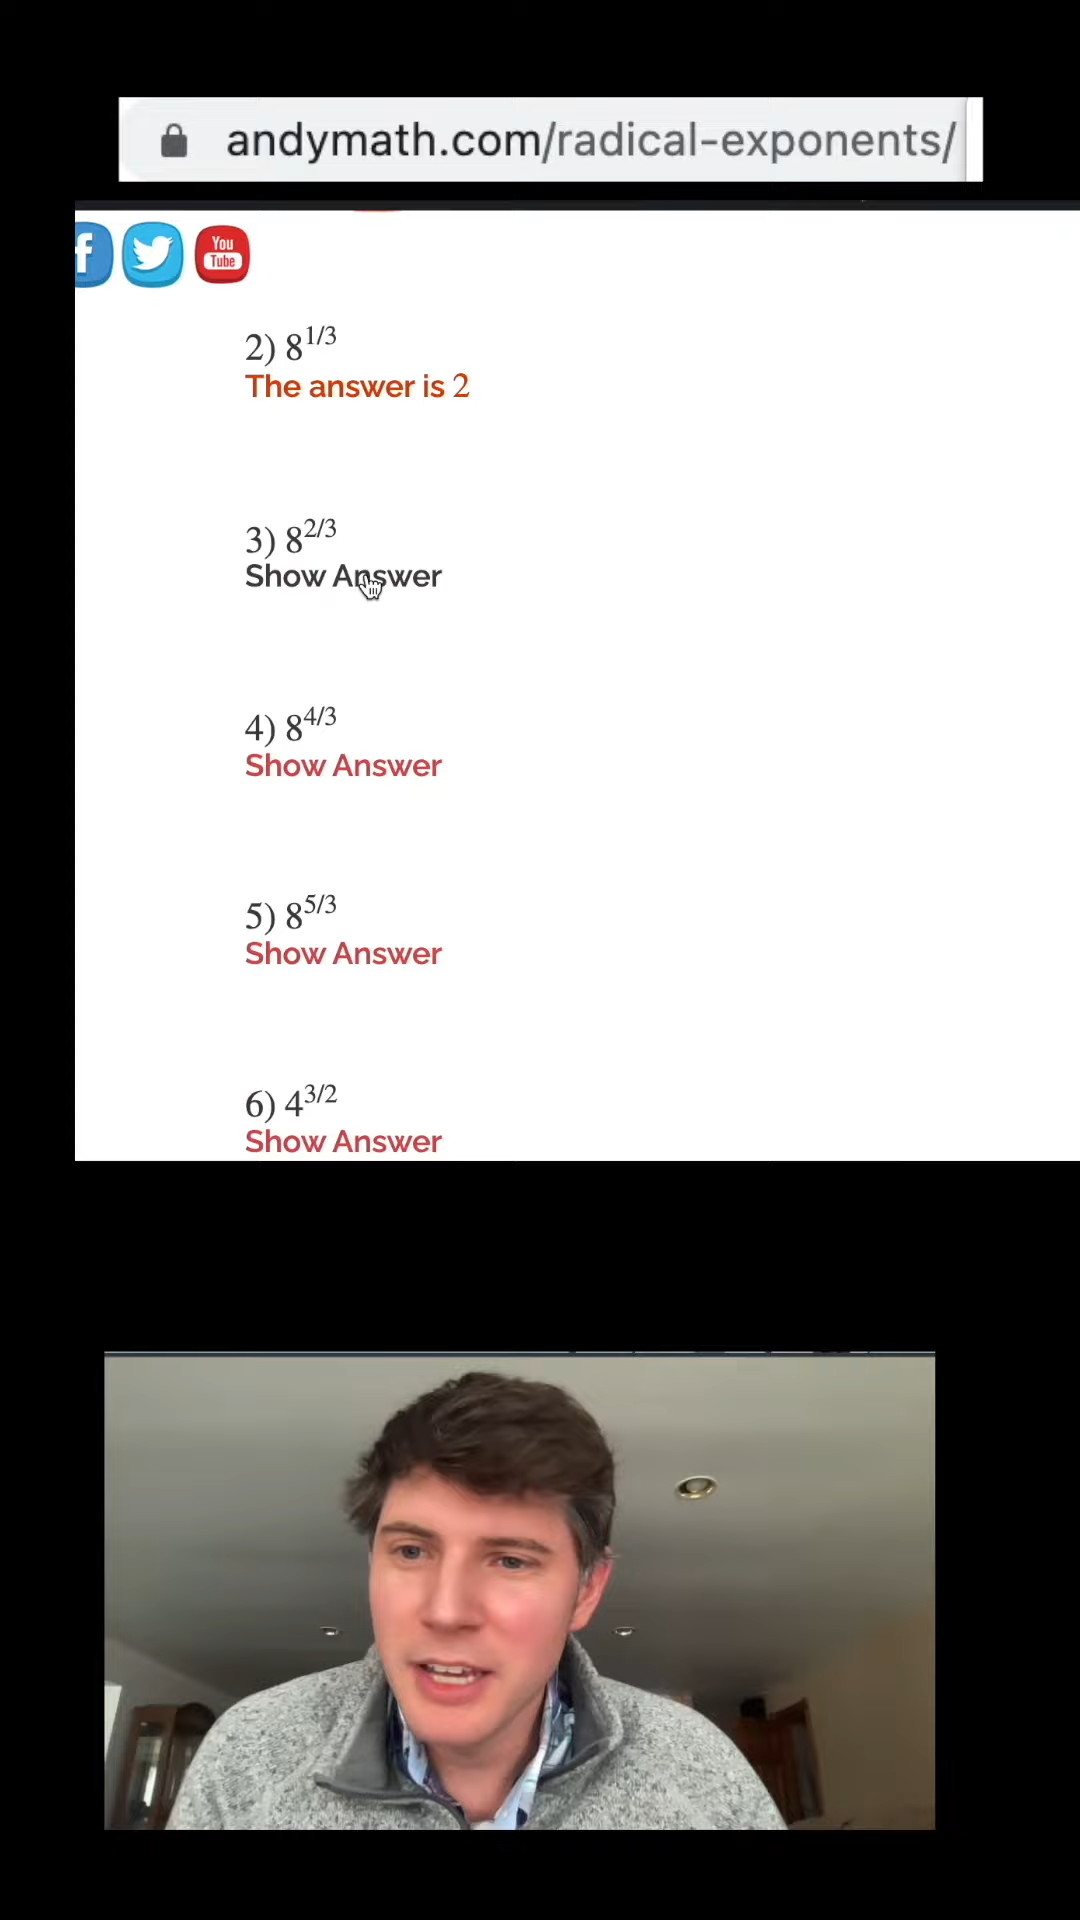 andymath.com/radical-exponents/
f
You
Tube
2) 8^{1/3}
The answer is 2
3) 8^{2/3}
Show Answer
4) 8^{4/3}
Show Answer
5) 8^{5/3}
Show Answer
6) 4^{3/2}
Show Answer